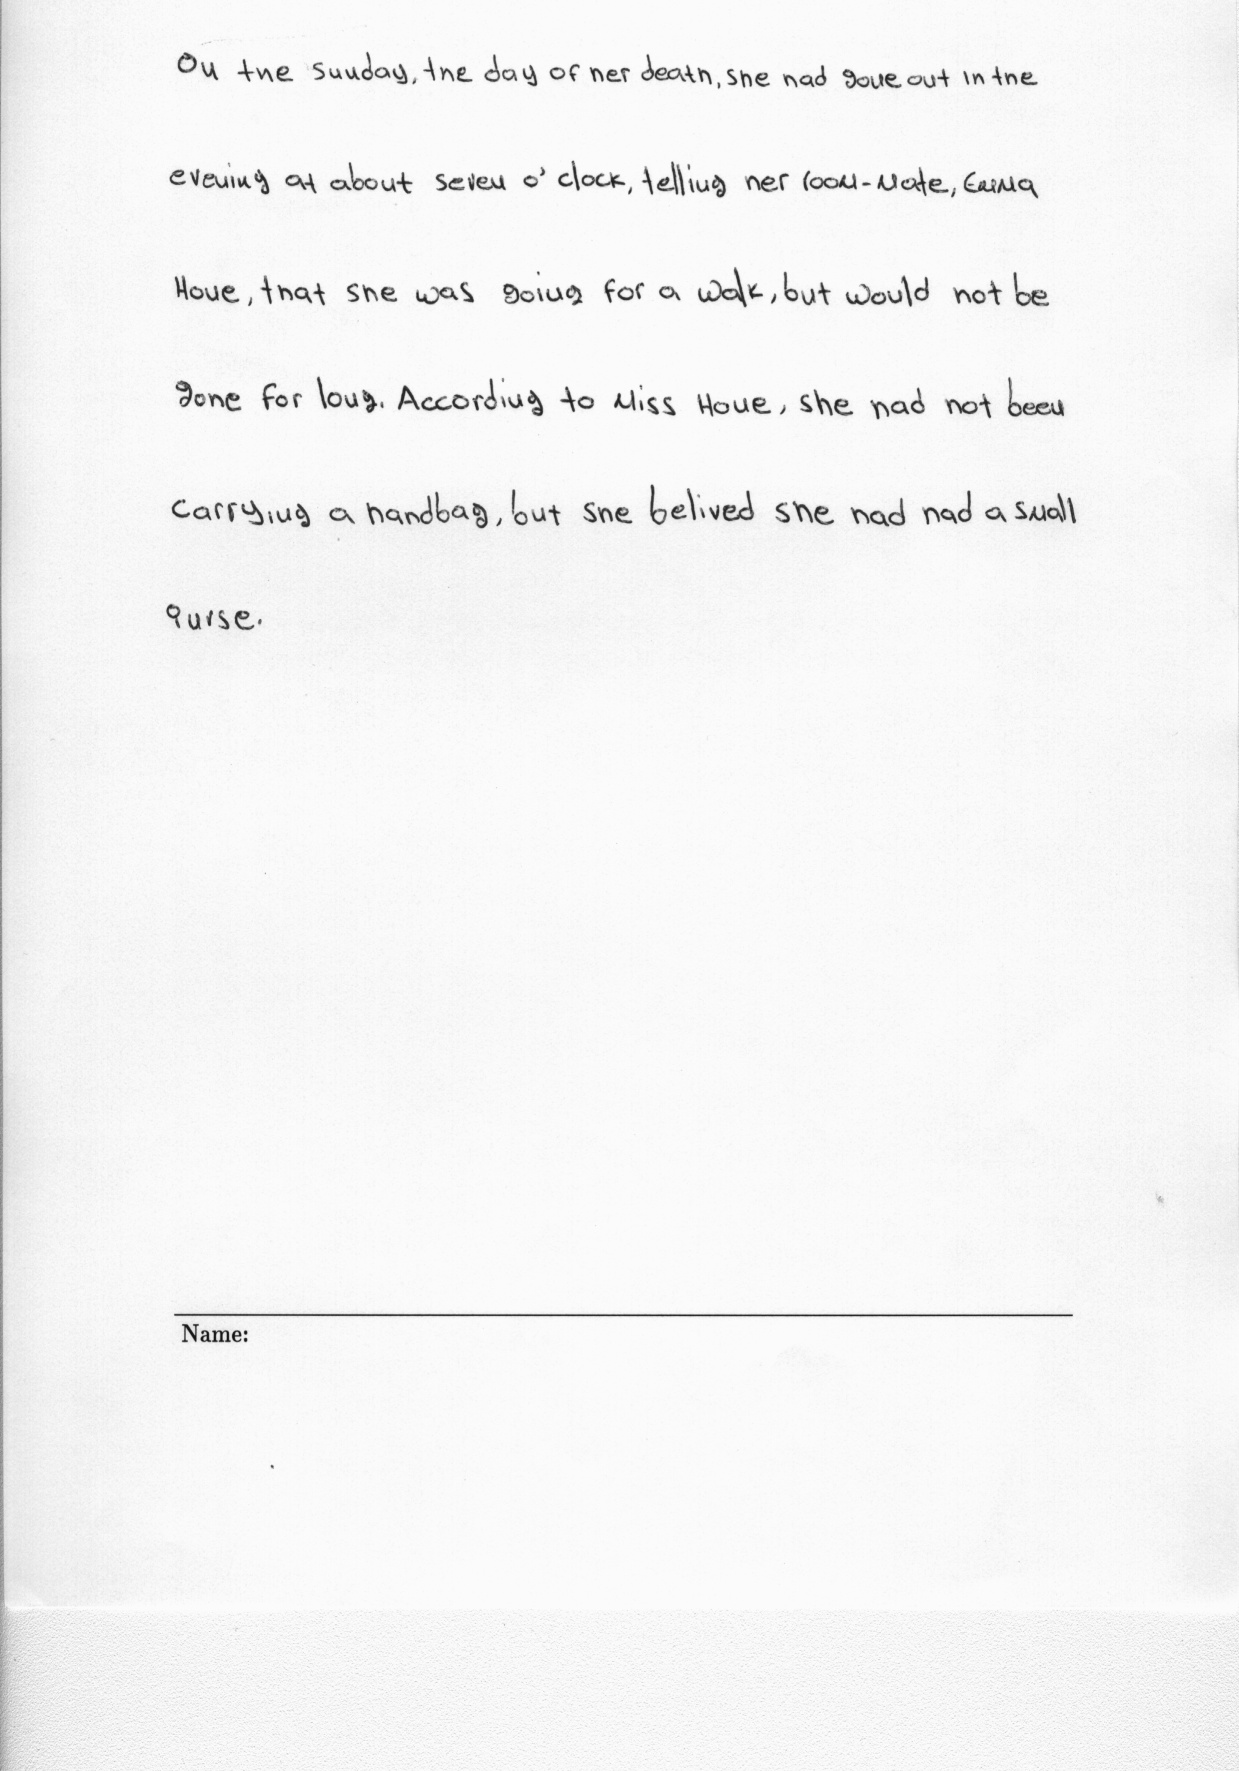 On the Sunday, the day of her death, she had gone out in the
evening at about seven o'clock, telling her room-mate, Emma
Hone, that she was going for a walk, but would not be
gone for long. According to Miss Hone, she had not been
carrying a handbag, but she belived she had had a small
purse.
Name: